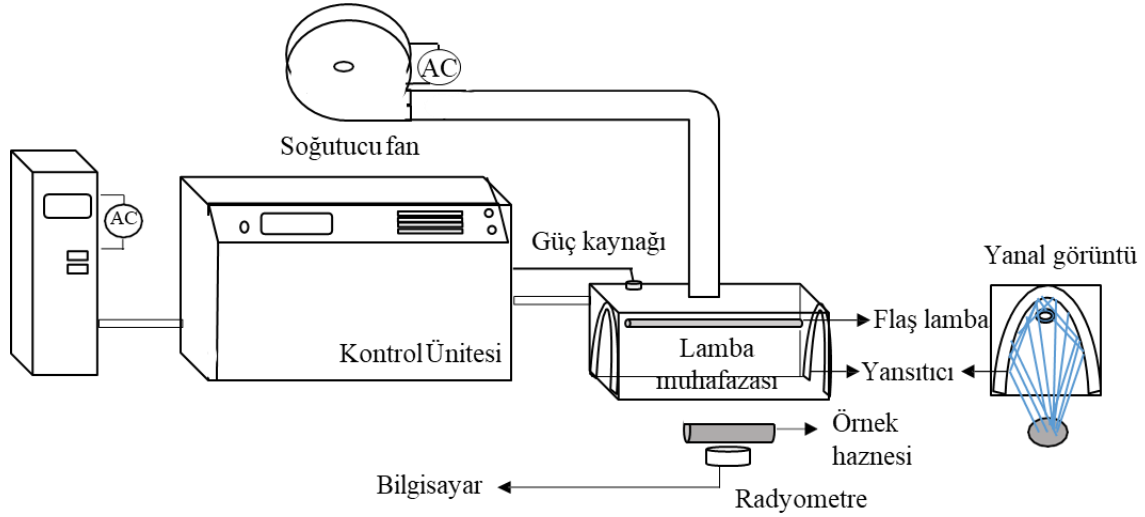 AC
Soğutucu fan
AC
Güç kaynağı
Yanal görüntü
Flaş lamba
Kontrol Ünitesi
Lamba
muhafazası
Yansıtıcı
Örnek
haznesi
Bilgisayar
Radyometre